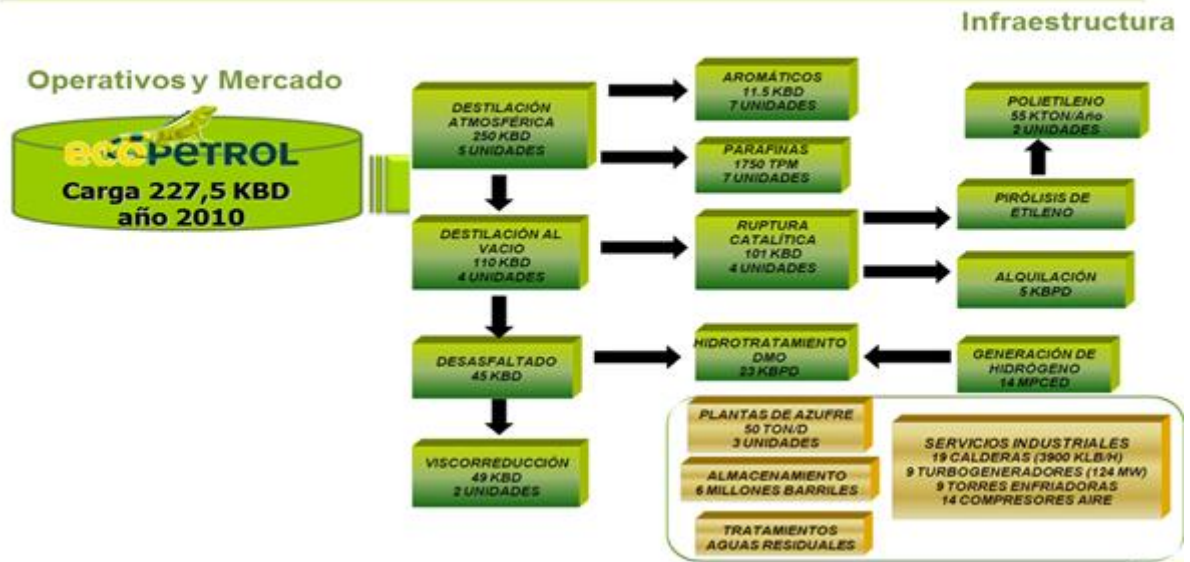 Infraestructura
Operativos y Mercado
ecopetrol
Carga 227,5 KBD
año 2010
DESTILACIÓN
ATMOSFÉRICA
250 KBD
5 UNIDADES
AROMÁTICOS
11.5 KBD
7 UNIDADES
POLIETILENO
55 KTON/Año
2 UNIDADES
PARAFINAS
1750 TPM
7 UNIDADES
PIRÓLISIS DE
ETILENO
DESTILACIÓN AL
VACIO
110 KBD
4 UNIDADES
RUPTURA
CATALÍTICA
101 KBD
4 UNIDADES
ALQUILACIÓN
5 KBPD
DESASFALTADO
45 KBD
HIDROTRATAMIENTO
DMO
23 KBPD
GENERACIÓN DE
HIDRÓGENO
14 MPCED
VISCORREDUCCIÓN
49 KBD
2 UNIDADES
PLANTAS DE AZUFRE
50 TON/D
3 UNIDADES
ALMACENAMIENTO
6 MILLONES BARRILES
TRATAMIENTOS
AGUAS RESIDUALES
SERVICIOS INDUSTRIALES
19 CALDERAS (3900 KLB/H)
9 TURBOGENERADORES (124 MW)
9 TORRES ENFRIADORAS
14 COMPRESORES AIRE